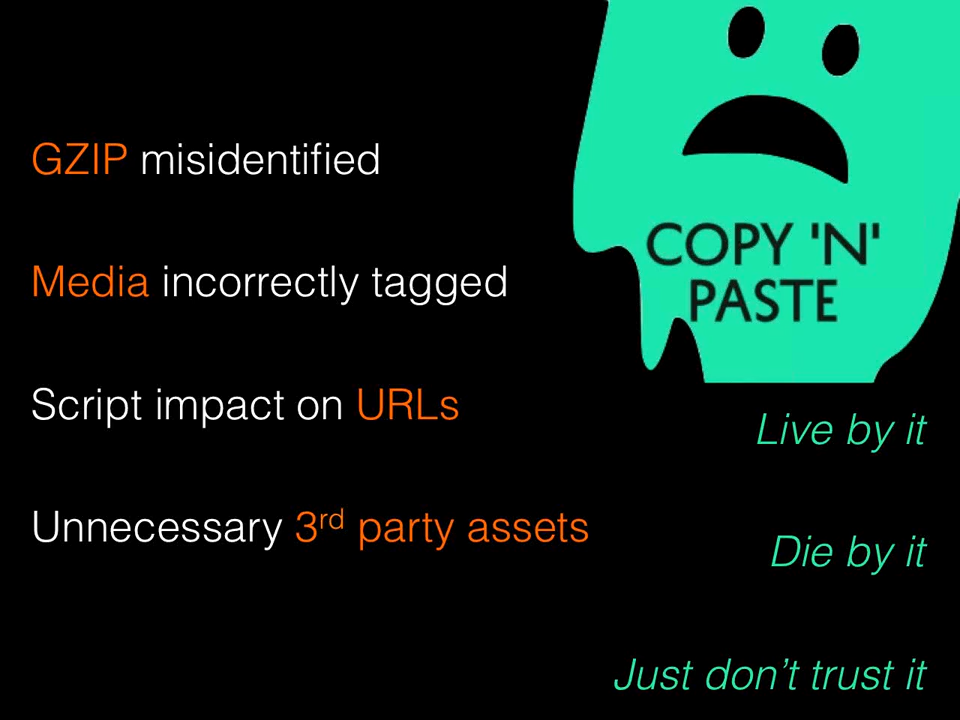 GZIP misidentified
Media incorrectly tagged
Script impact on URLs
Unnecessary 3rd party assets
COPY 'N'
PASTE
Live by it
Die by it
Just don’t trust it